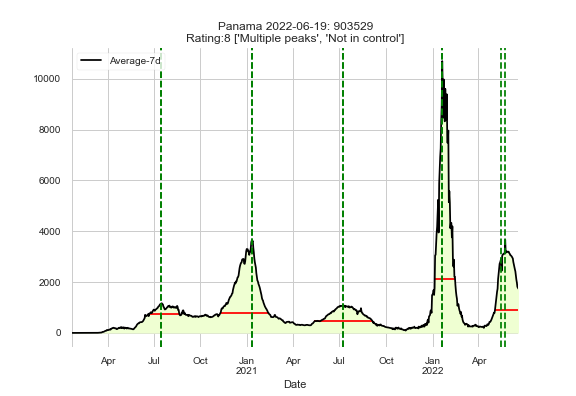 Panama 2022-06-19: 903529
Rating:8 ['Multiple peaks', 'Not in control']
Average-7d
10000
8000
6000
4000
2000
0
Apr Jul Oct Jan Apr Jul Oct Jan Apr
2021 2022
Date